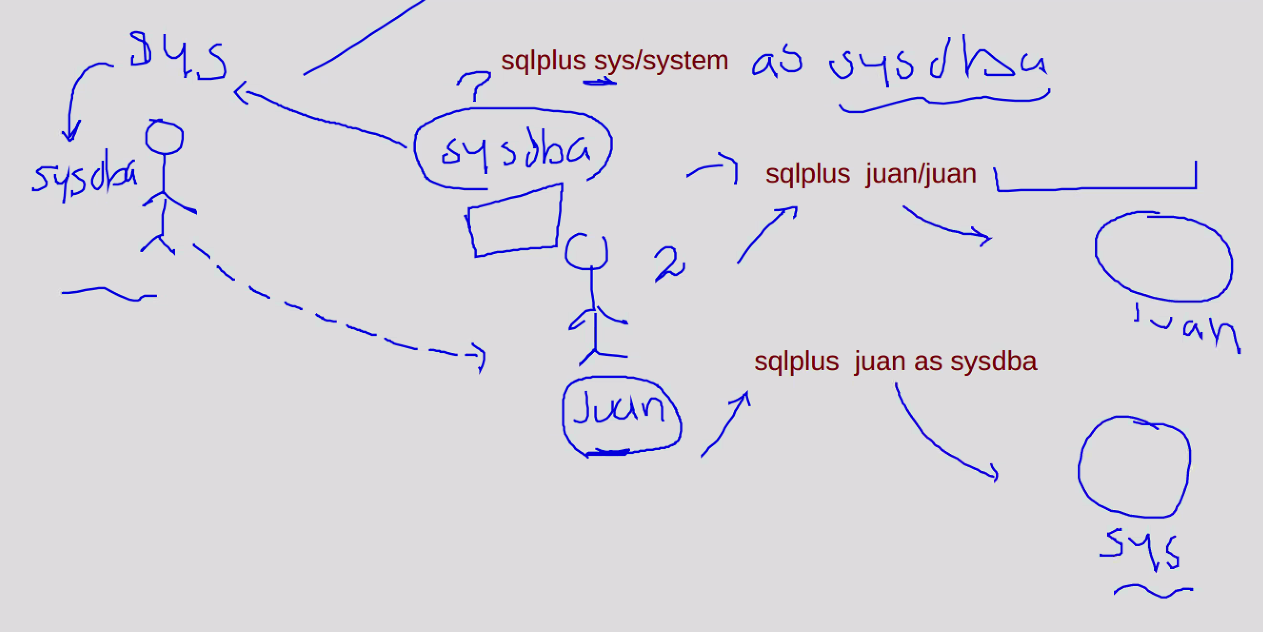 sys
sqlplus sys/system as sysdba
?
sysdba
sysdba
sqlplus juan/juan
2
juan
sqlplus juan as sysdba
Juan
sys